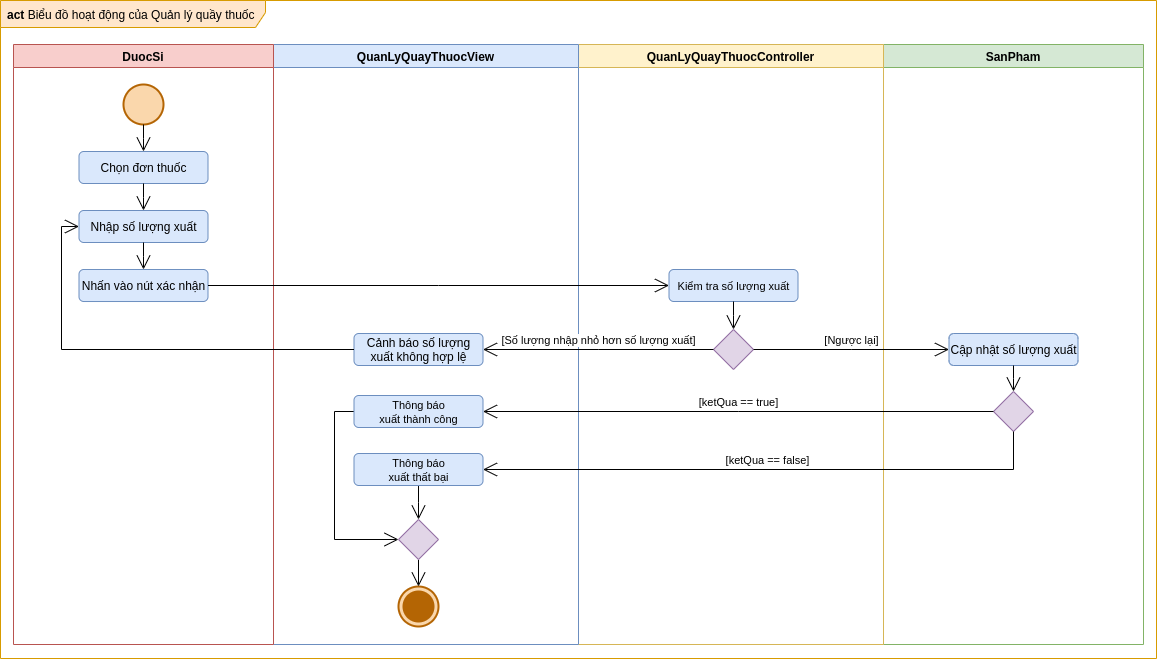 act Biểu đồ hoạt động của Quản lý quầy thuốc
DuocSi
QuanLyQuayThuocView
QuanLyQuayThuocController
SanPham
Chọn đơn thuốc
Nhập số lượng xuất
Nhấn vào nút xác nhận
Kiểm tra số lượng xuất
Cảnh báo số lượng
xuất không hợp lệ
[Số lượng nhập nhỏ hơn số lượng xuất]
[Ngược lại]
Cập nhật số lượng xuất
Thông báo
xuất thành công
[ketQua == true]
Thông báo
xuất thất bại
[ketQua == false]